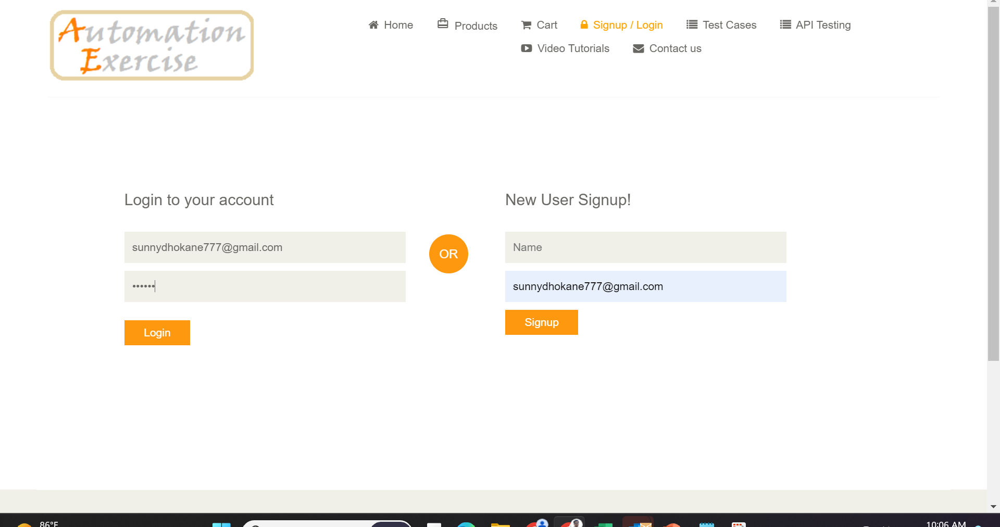 Automation
Exercise
Home
Products
Cart
Signup / Login
Test Cases
API Testing
Video Tutorials
Contact us
Login to your account
sunnydhokane777@gmail.com
••••••
Login
OR
New User Signup!
Name
sunnydhokane777@gmail.com
Signup
86°F
10:06 AM